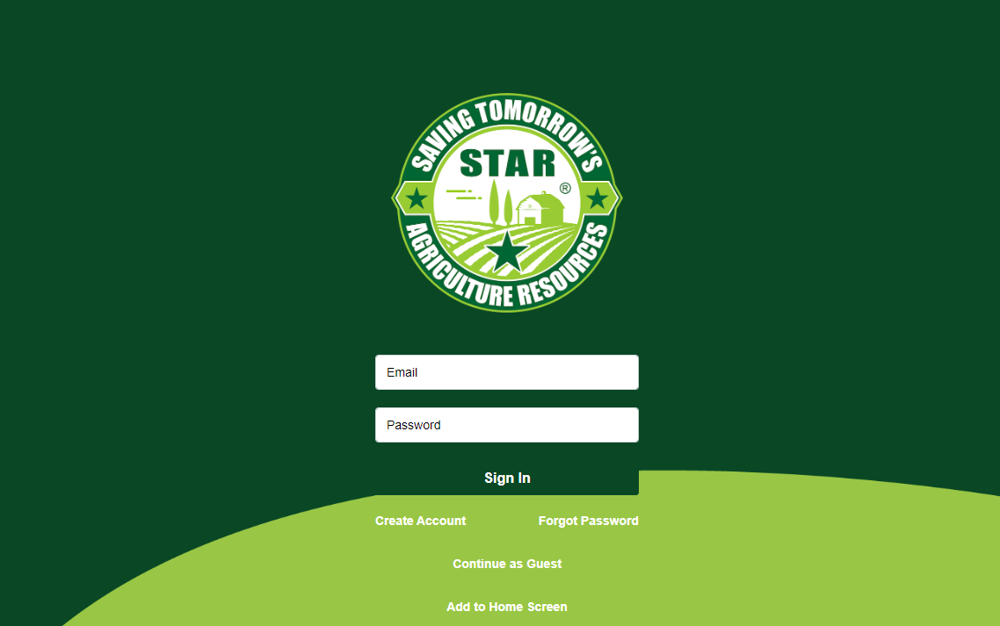 SAVING TOMORROW'S
STAR
®
AGRICULTURE RESOURCES
Email
Password
Sign In
Create Account
Forgot Password
Continue as Guest
Add to Home Screen